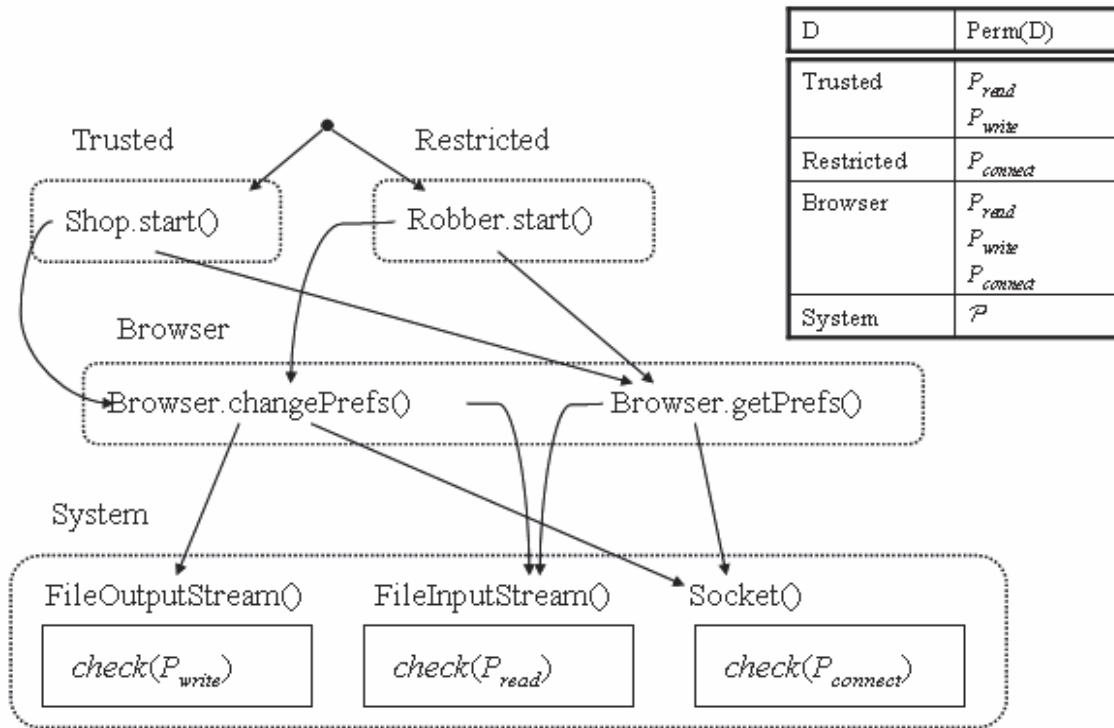 D Perm(D)
Trusted P_read
P_write
Restricted P_connect
Browser P_read
P_write
P_connect
System 𝒫
Trusted Restricted
Shop.start() Robber.start()
Browser
Browser.changePrefs() Browser.getPrefs()
System
FileOutputStream() FileInputStream() Socket()
check(P_write) check(P_read) check(P_connect)